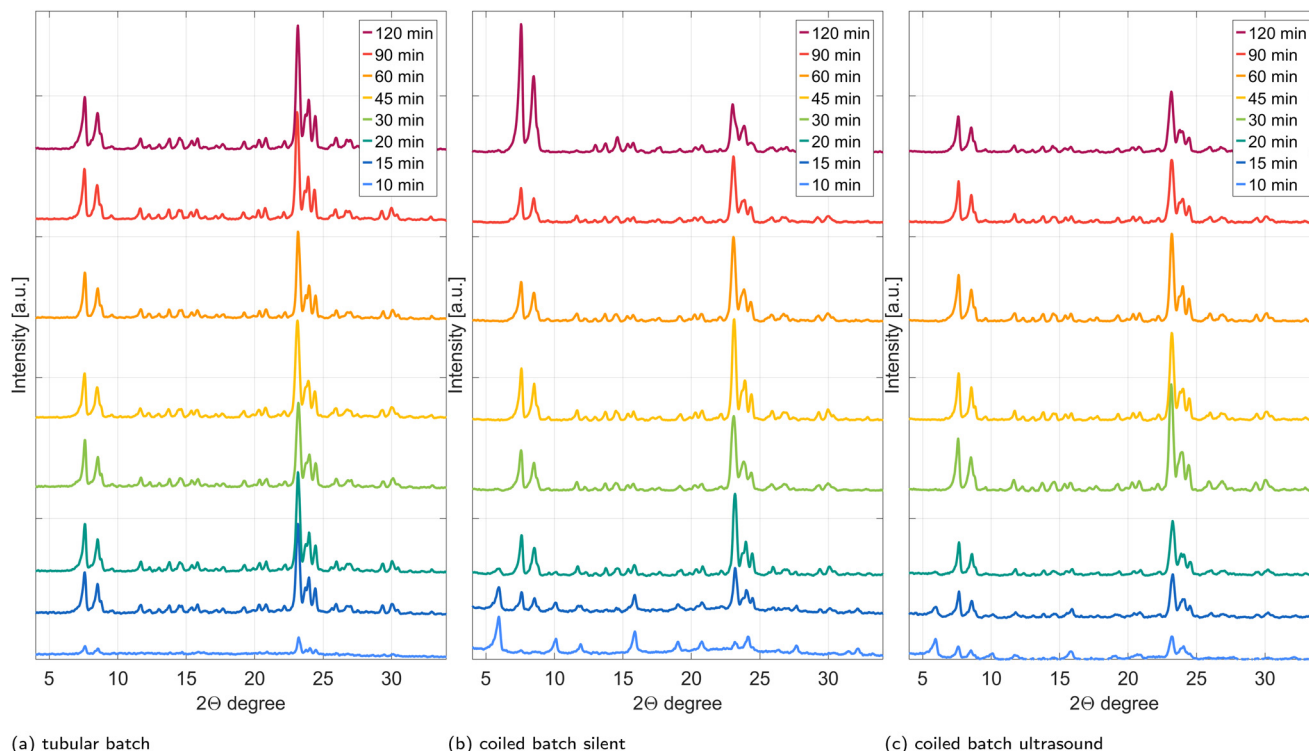 120 min
90 min
60 min
45 min
30 min
20 min
15 min
10 min
Intensity [a.u.]
5 10 15 20 25 30
2Θ degree
(a) tubular batch
120 min
90 min
60 min
45 min
30 min
20 min
15 min
10 min
Intensity [a.u.]
5 10 15 20 25 30
2Θ degree
(b) coiled batch silent
120 min
90 min
60 min
45 min
30 min
20 min
15 min
10 min
Intensity [a.u.]
5 10 15 20 25 30
2Θ degree
(c) coiled batch ultrasound